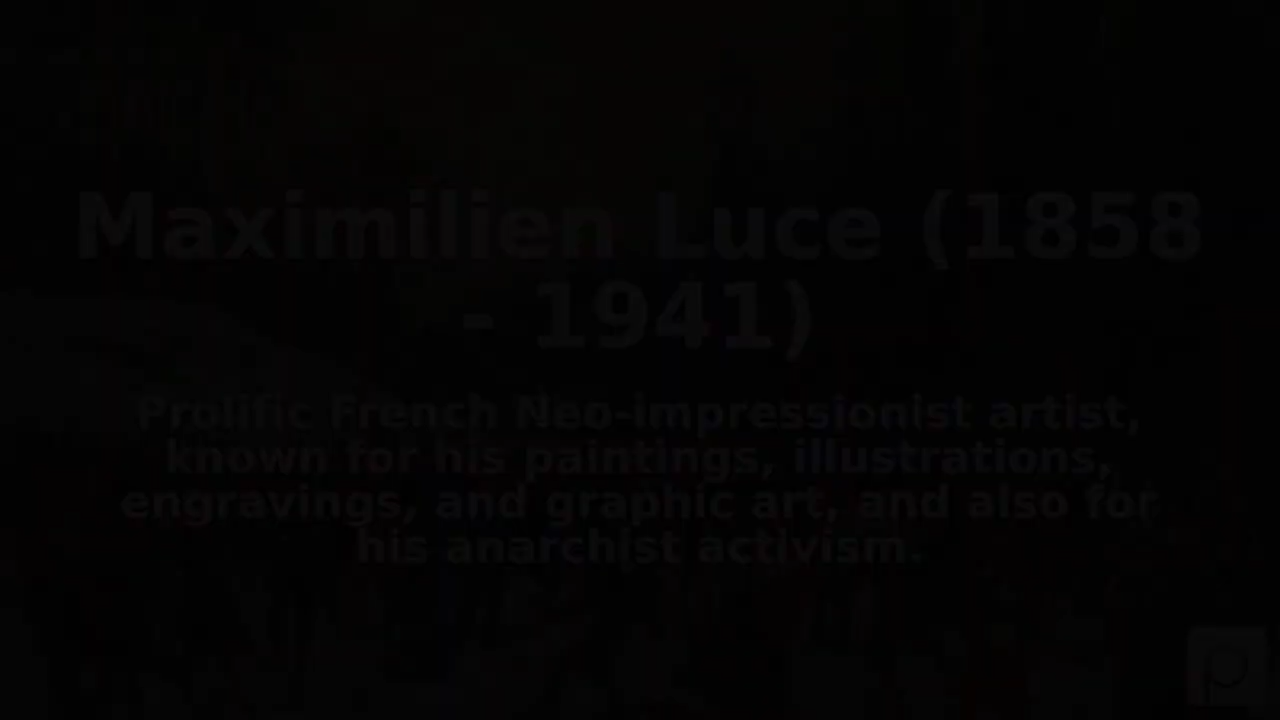 Maximilien Luce (1858
- 1941)
Prolific French Neo-impressionist artist,
known for his paintings, illustrations,
engravings, and graphic art, and also for
his anarchist activism.